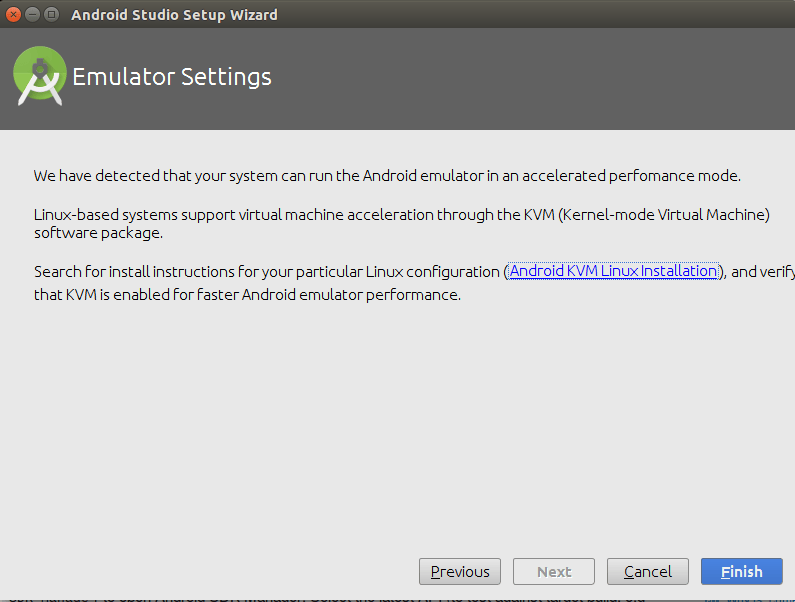 Android Studio Setup Wizard
Emulator Settings
We have detected that your system can run the Android emulator in an accelerated perfomance mode.
Linux-based systems support virtual machine acceleration through the KVM (Kernel-mode Virtual Machine)
software package.
Search for install instructions for your particular Linux configuration (Android KVM Linux Installation), and verify
that KVM is enabled for faster Android emulator performance.
Previous Next Cancel Finish